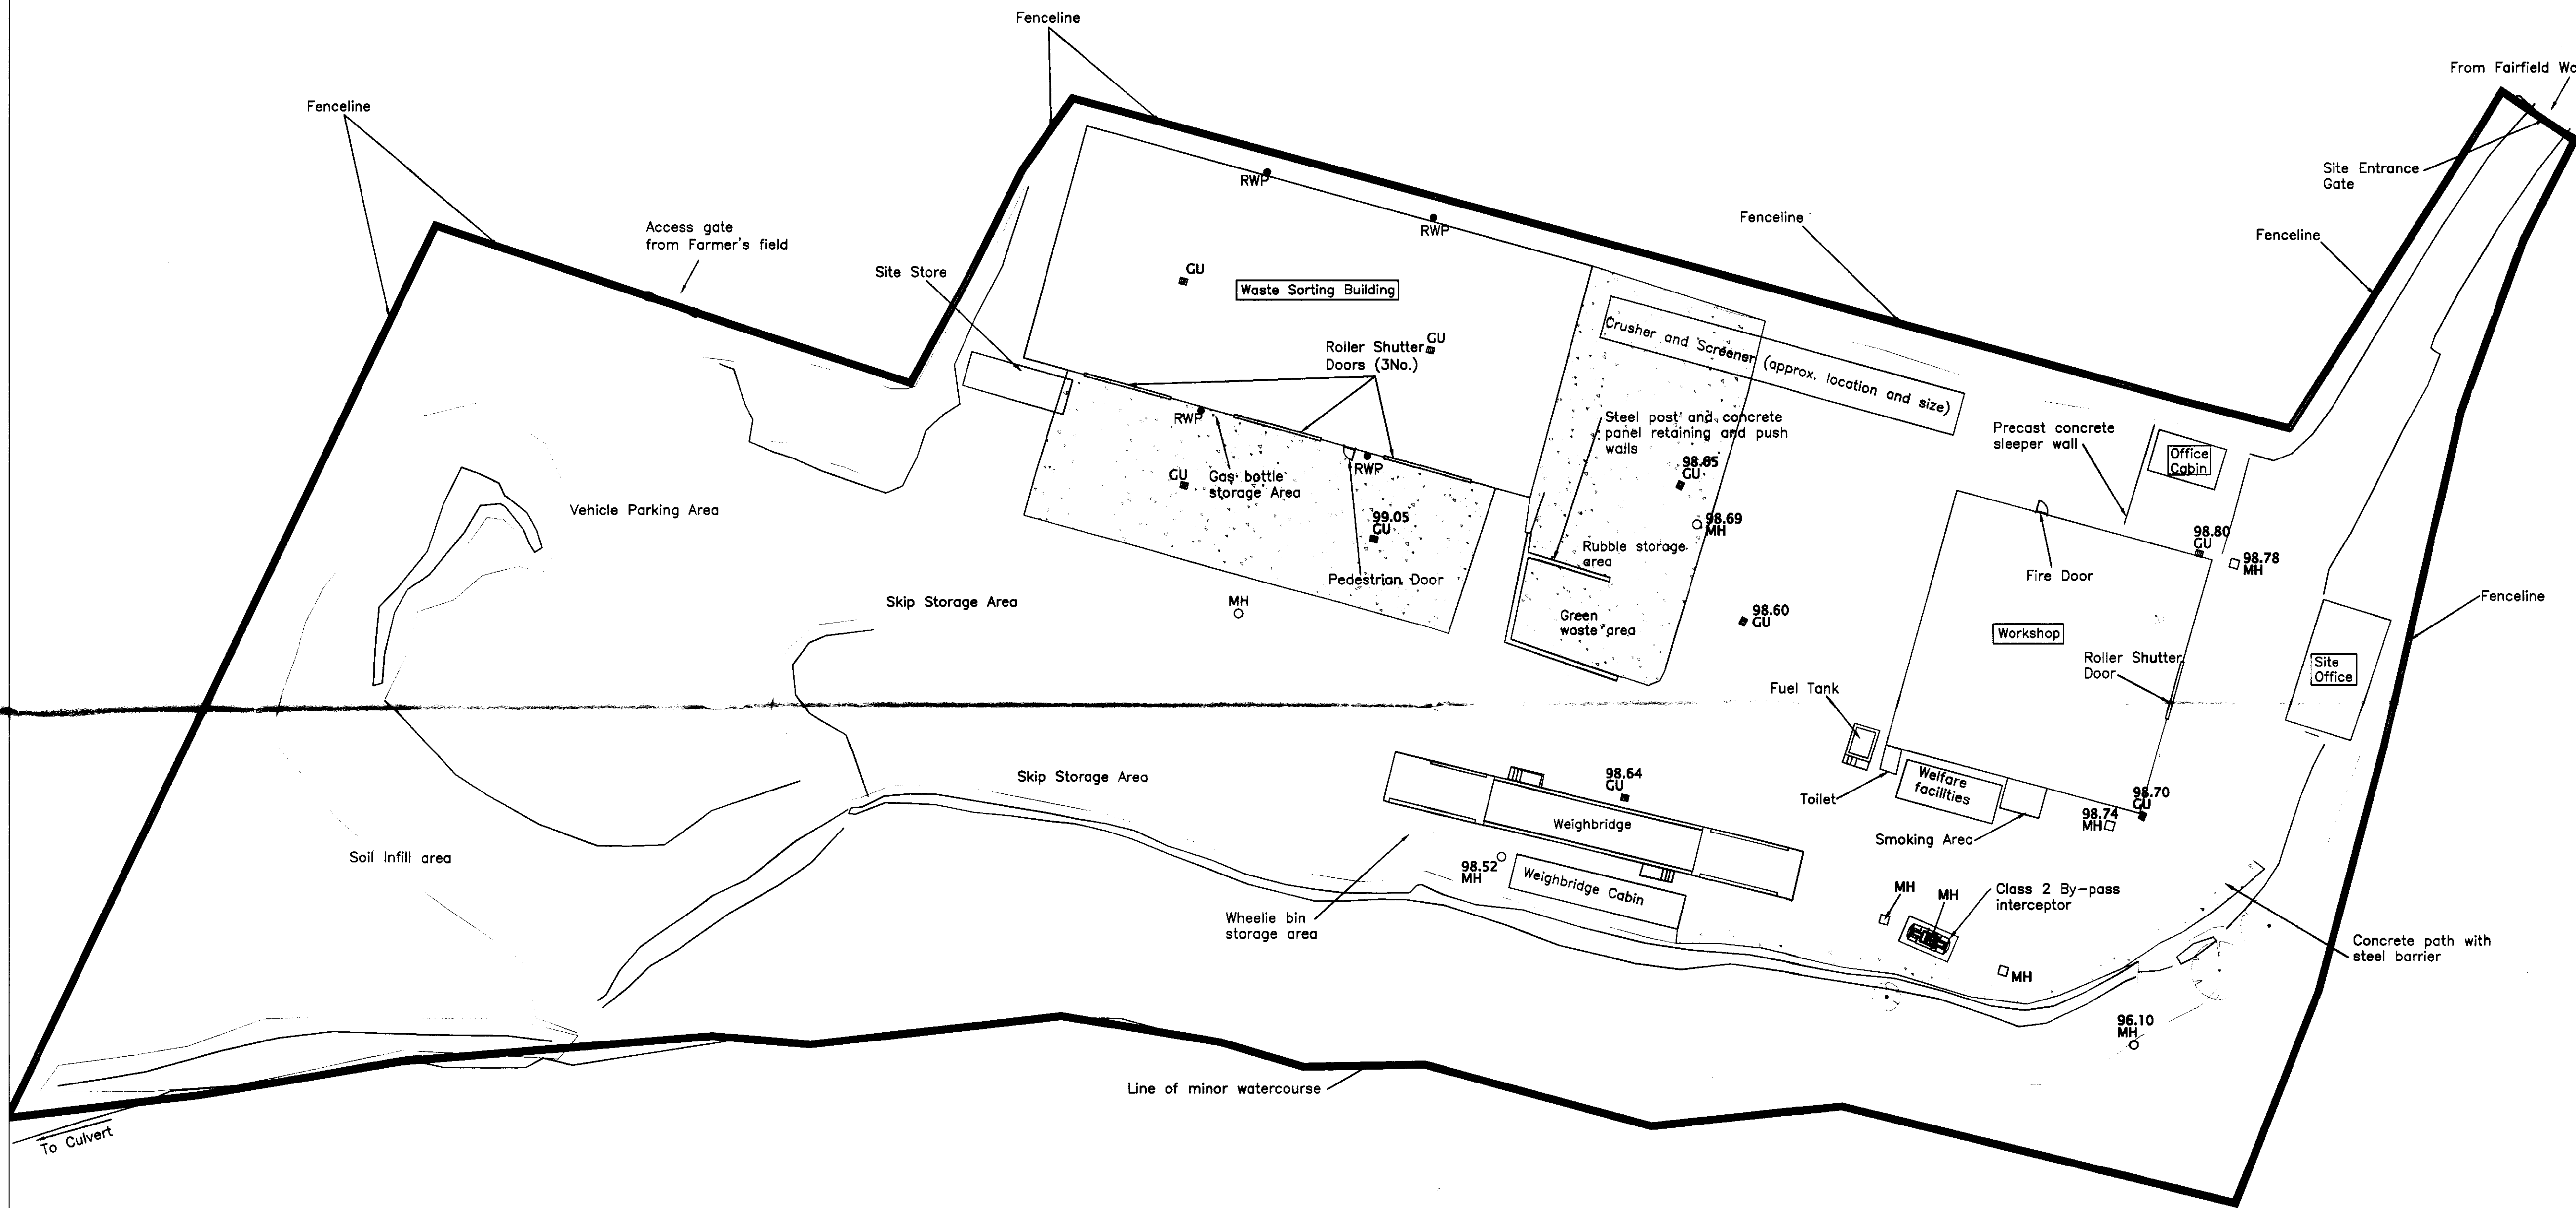 Fenceline
From Fairfield Wa
Fenceline
Site Entrance
Gate
Fenceline
Access gate
from Farmer's field
Fenceline
RWP
RWP
Site Store
GU
Waste Sorting Building
Crusher and Screener (approx. location and size)
GU
Roller Shutter
Doors (3No.)
Steel post and concrete
panel retaining and push
walls
RWP
Precast concrete
sleeper wall
Office
Cabin
RWP
98.65
GU
GU
Gas bottle
storage Area
Vehicle Parking Area
99.05
GU
98.69
MH
98.80
GU
Rubble storage
area
98.78
MH
Pedestrian Door
Fire Door
Fenceline
Skip Storage Area
MH
98.60
GU
Green
waste area
Workshop
Roller Shutter
Door
Site
Office
Fuel Tank
Skip Storage Area
98.64
GU
Welfare
facilities
Toilet
98.70
GU
98.74
MH
Weighbridge
Smoking Area
Soil Infill area
98.52
MH
Weighbridge Cabin
MH
MH
Class 2 By-pass
interceptor
Wheelie bin
storage area
Concrete path with
steel barrier
MH
96.10
MH
Line of minor watercourse
To Culvert